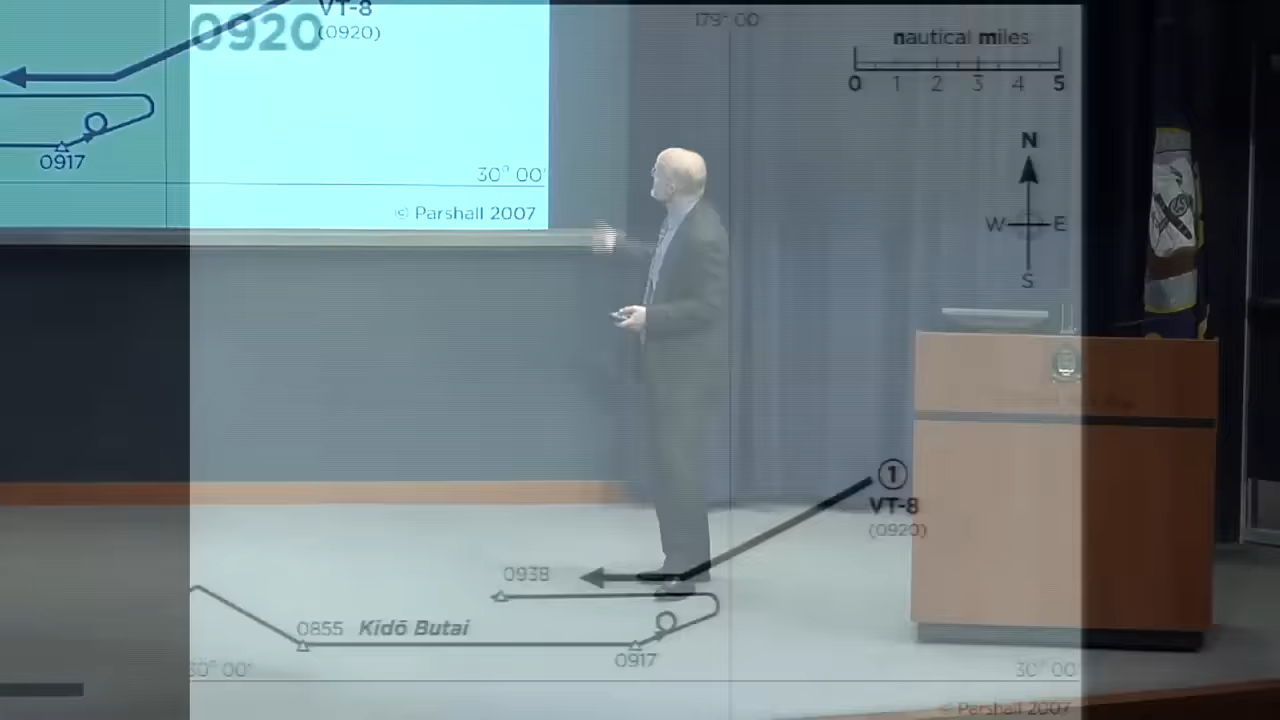 VT-8
0920
(0920)
0917
30° 00'
© Parshall 2007
179° 00
nautical miles
0 1 2 3 4 5
N
W E
S
1
VT-8
(0920)
0938
0855 Kidō Butai
0917
30° 00'
30° 00'
© Parshall 2007